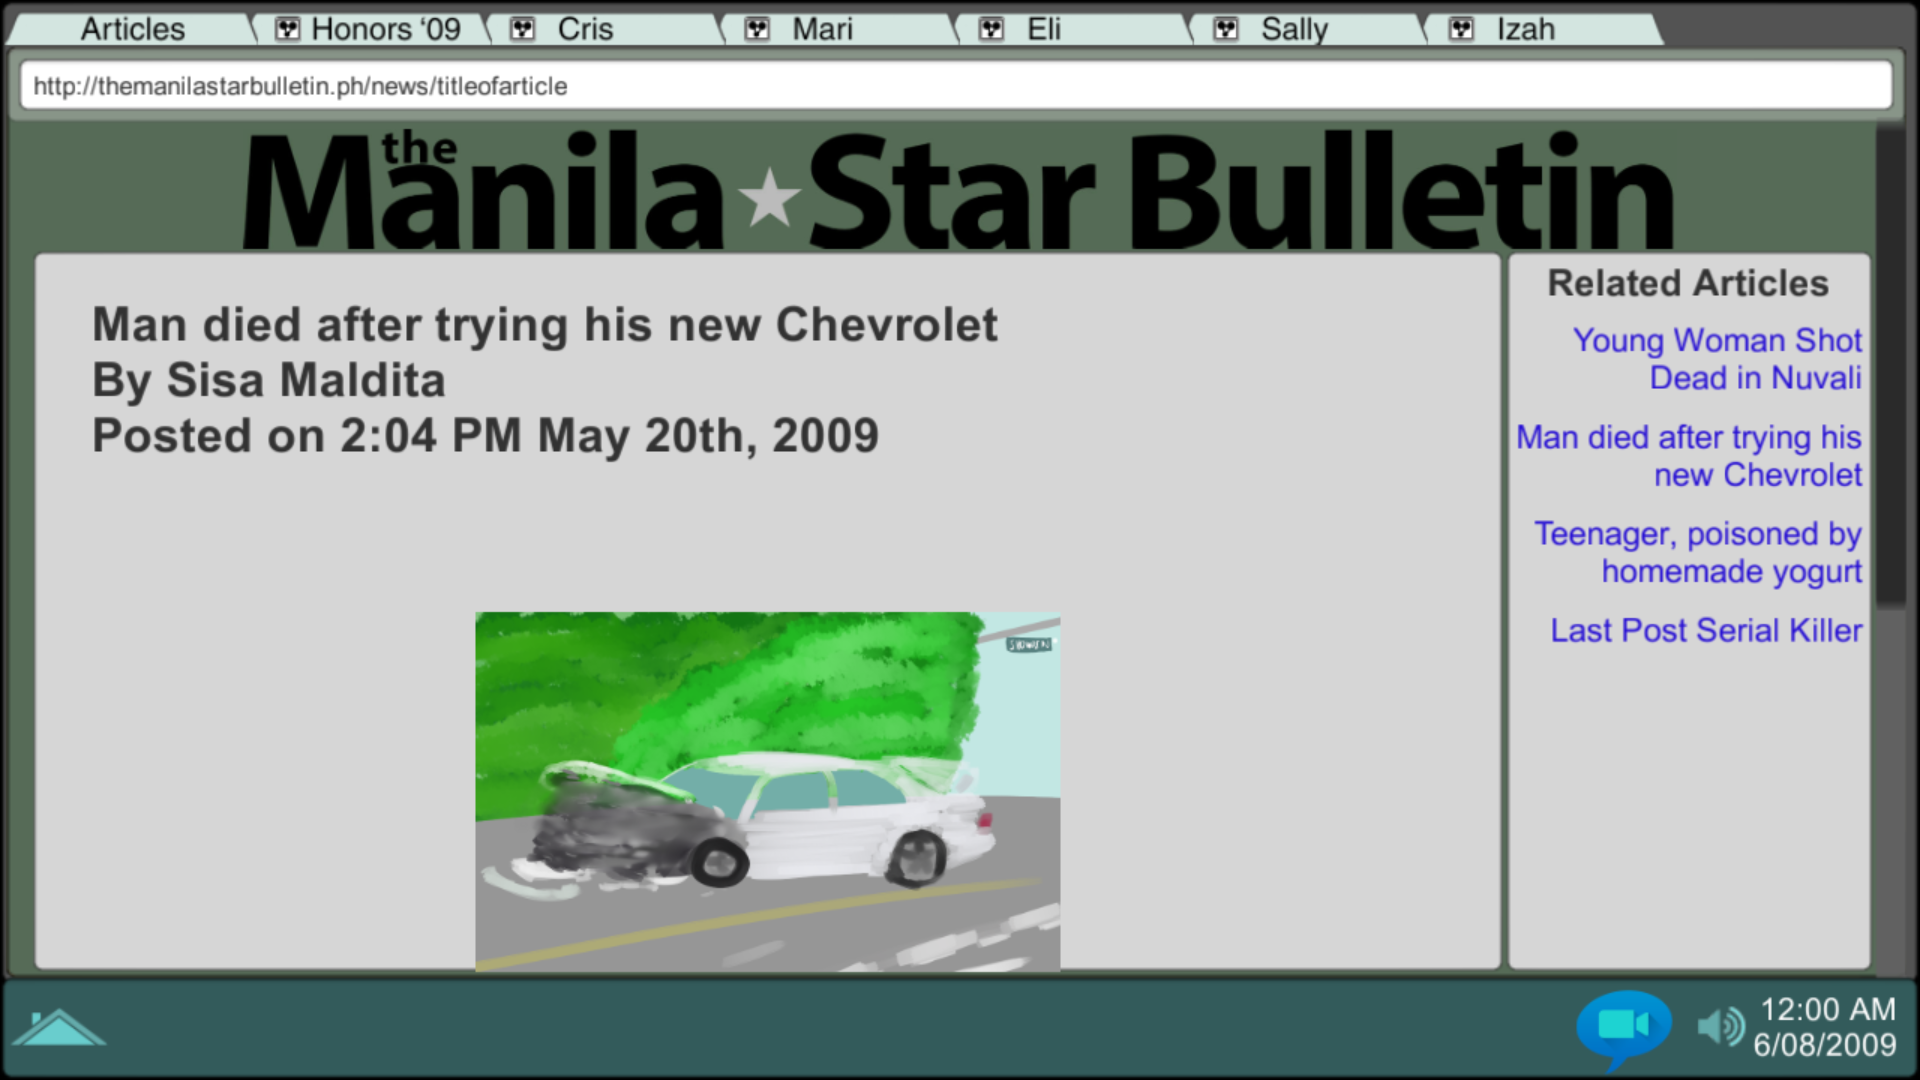 Articles
Honors ‘09
Cris
Mari
Eli
Sally
Izah
http://themanilastarbulletin.ph/news/titleofarticle
the
Manila Star Bulletin
Man died after trying his new Chevrolet
By Sisa Maldita
Posted on 2:04 PM May 20th, 2009
Related Articles
Young Woman Shot
Dead in Nuvali
Man died after trying his
new Chevrolet
Teenager, poisoned by
homemade yogurt
Last Post Serial Killer
12:00 AM
6/08/2009